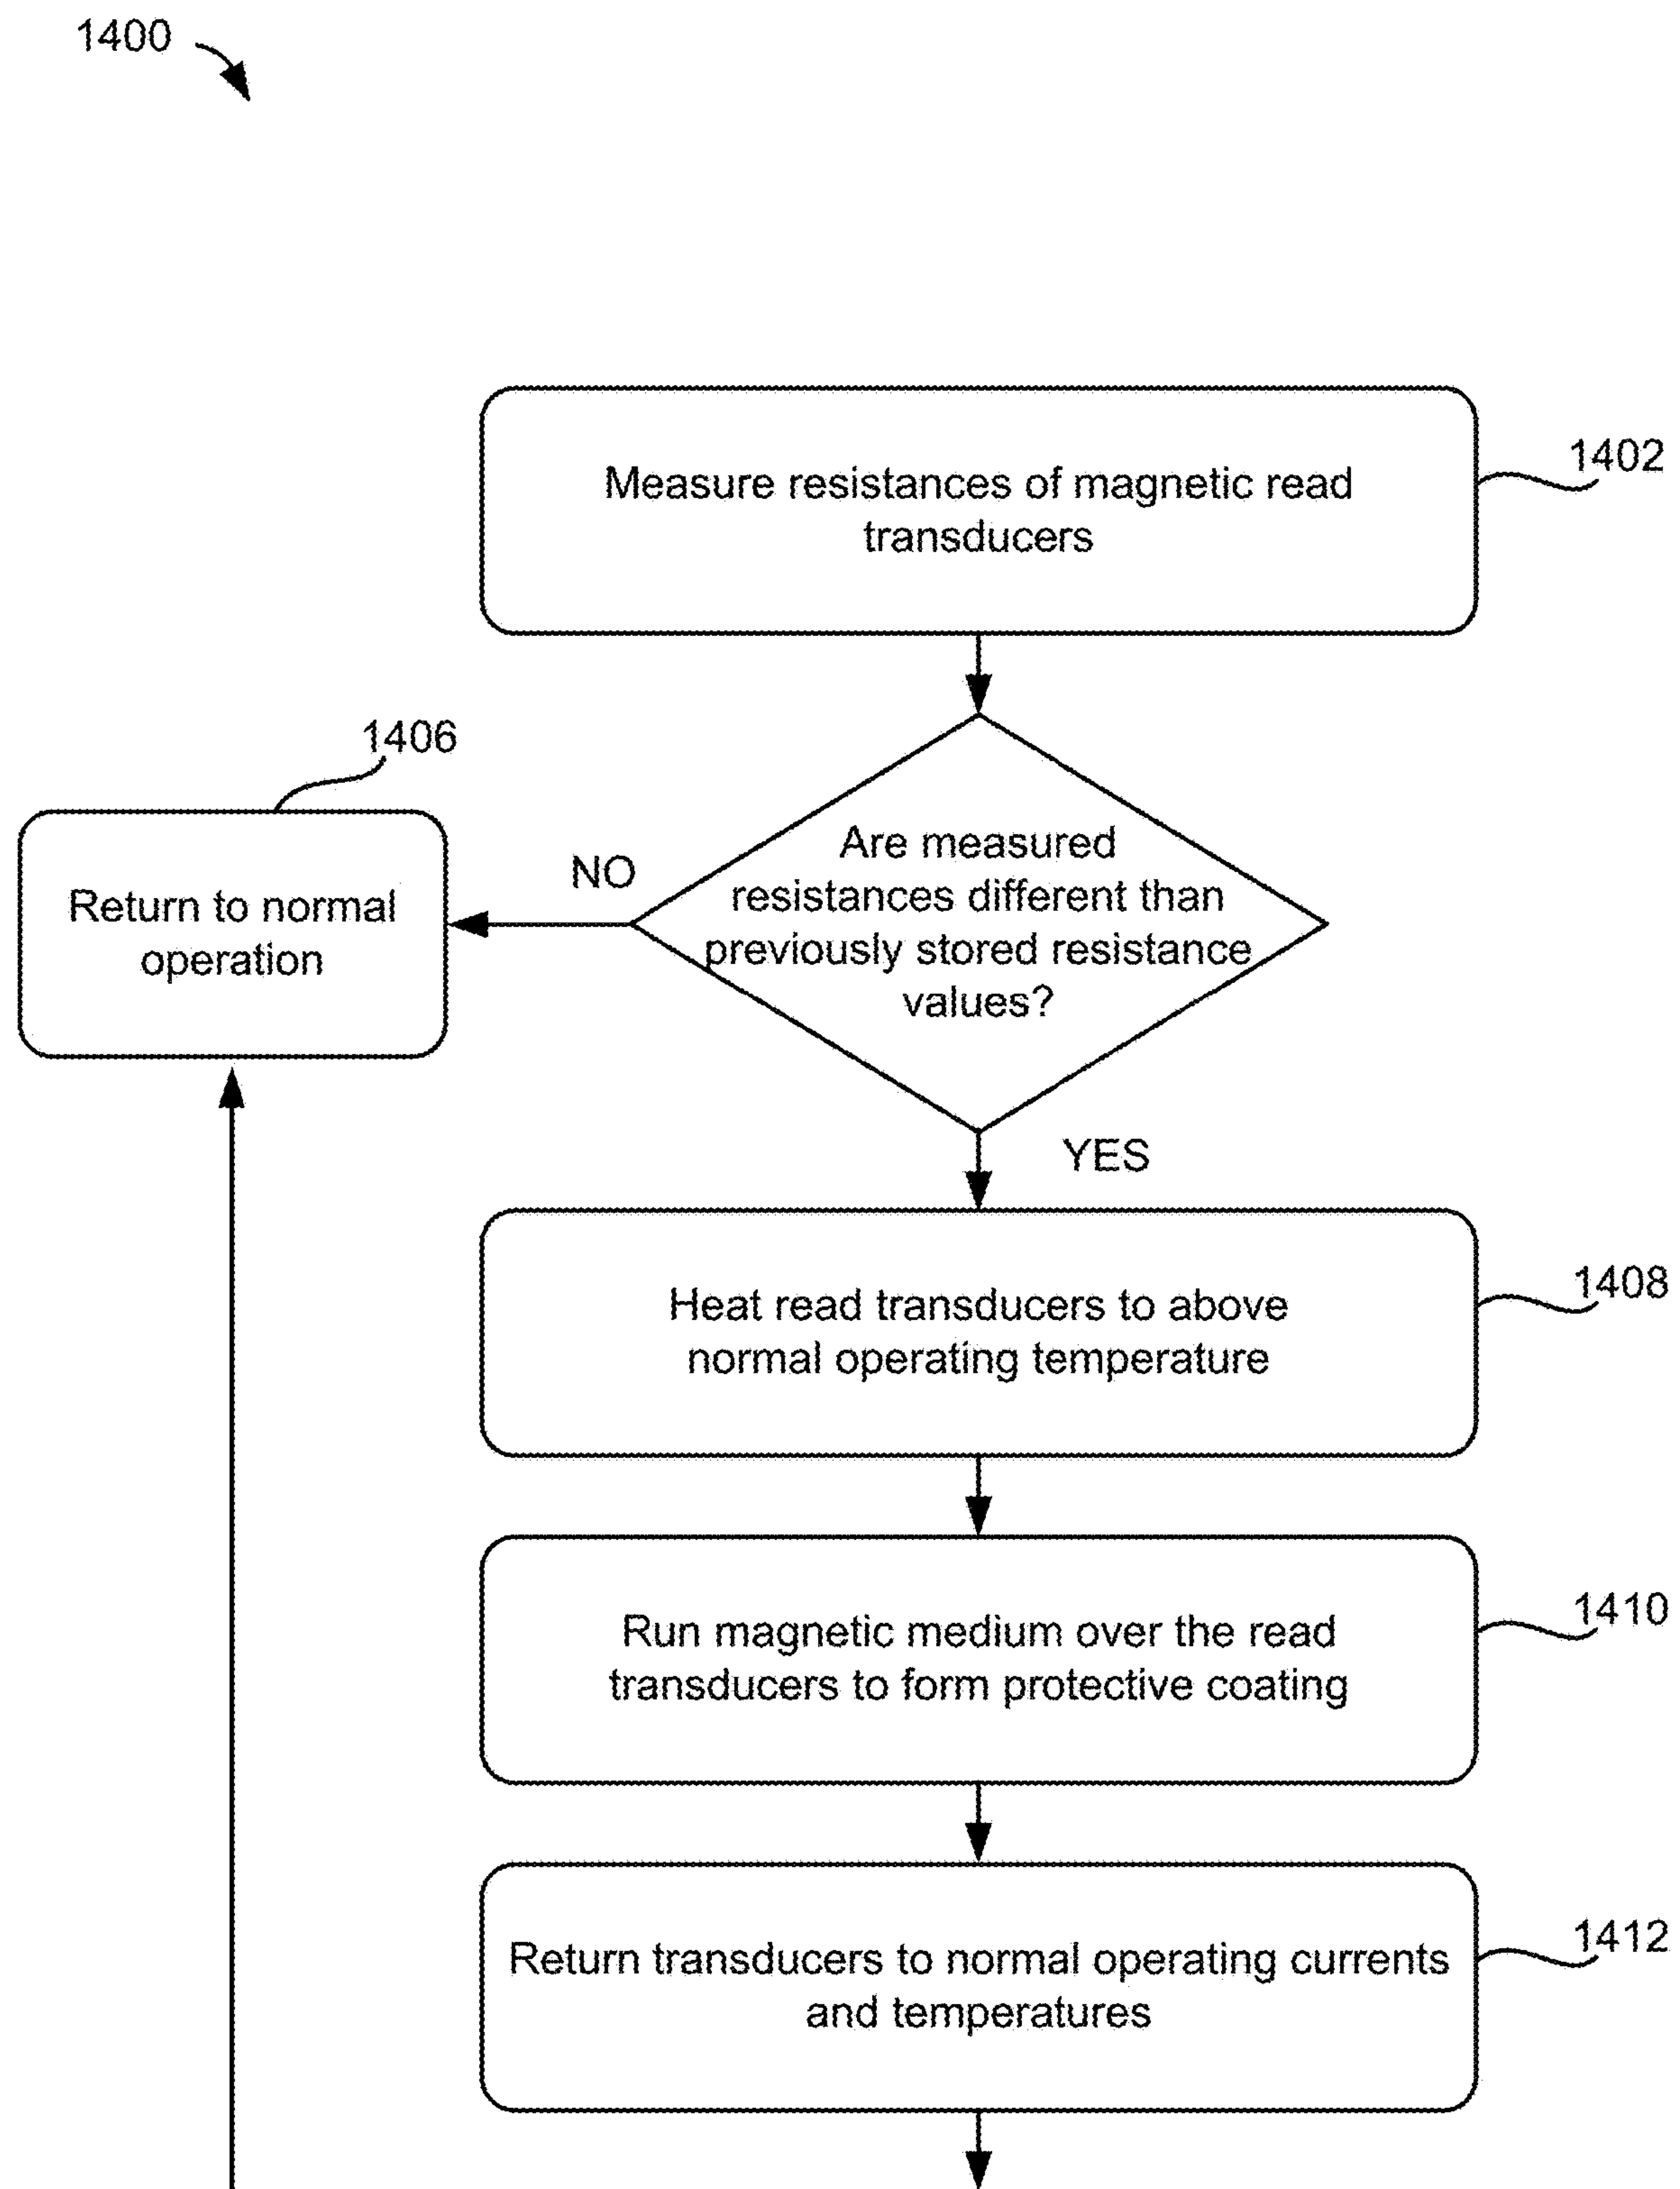 1400
Measure resistances of magnetic read
transducers
1402
1406
Return to normal
operation
NO
Are measured
resistances different than
previously stored resistance
values?
YES
Heat read transducers to above
normal operating temperature
1408
Run magnetic medium over the read
transducers to form protective coating
1410
Return transducers to normal operating currents
and temperatures
1412